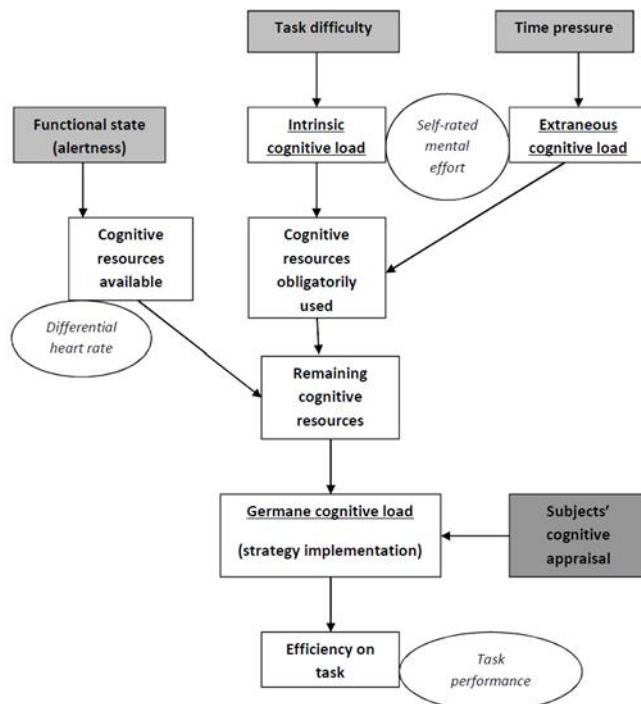 Task difficulty
Time pressure
Functional state
(alertness)
Intrinsic
cognitive load
Self-rated
mental
effort
Extraneous
cognitive load
Cognitive
resources
available
Cognitive
resources
obligatorily
used
Differential
heart rate
Remaining
cognitive
resources
Germane cognitive load
(strategy implementation)
Subjects’
cognitive
appraisal
Efficiency on
task
Task
performance